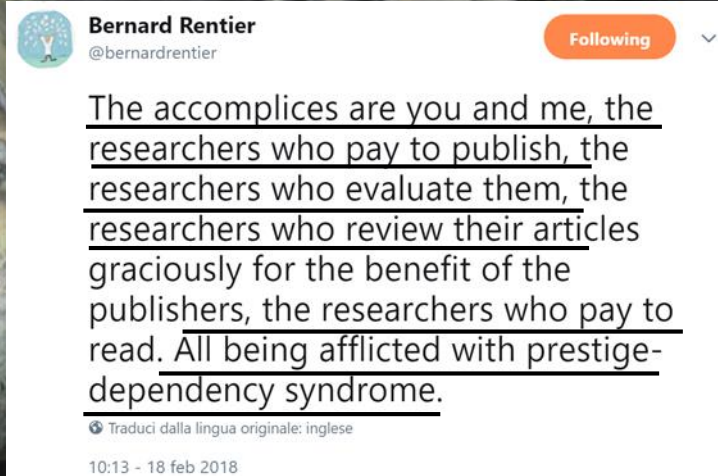 Bernard Rentier
@bernardrentier
Following
The accomplices are you and me, the
researchers who pay to publish, the
researchers who evaluate them, the
researchers who review their articles
graciously for the benefit of the
publishers, the researchers who pay to
read. All being afflicted with prestige-
dependency syndrome.
Traduci dalla lingua originale: inglese
10:13 - 18 feb 2018